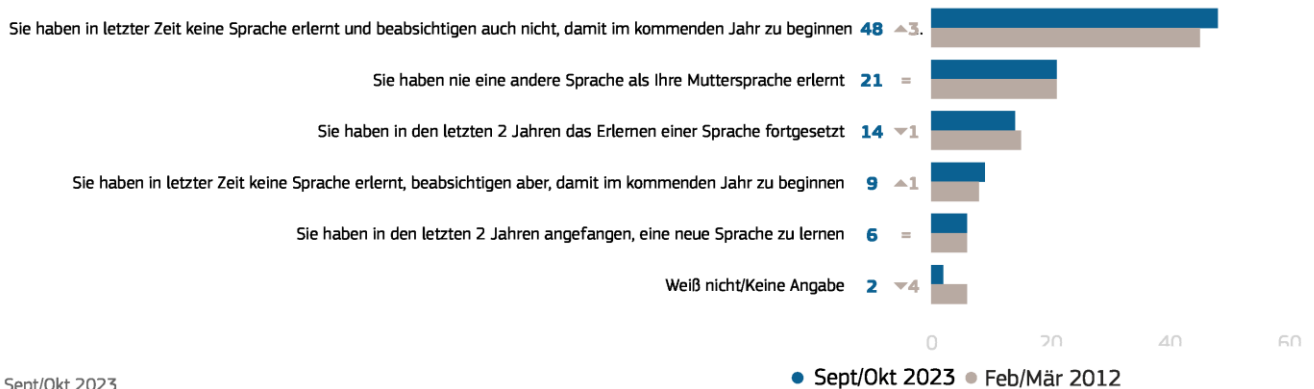 Sie haben in letzter Zeit keine Sprache erlernt und beabsichtigen auch nicht, damit im kommenden Jahr zu beginnen 48 ▲3.
Sie haben nie eine andere Sprache als Ihre Muttersprache erlernt 21 =
Sie haben in den letzten 2 Jahren das Erlernen einer Sprache fortgesetzt 14 ▼1
Sie haben in letzter Zeit keine Sprache erlernt, beabsichtigen aber, damit im kommenden Jahr zu beginnen 9 ▲1
Sie haben in den letzten 2 Jahren angefangen, eine neue Sprache zu lernen 6 =
Weiß nicht/Keine Angabe 2 ▼4
0 20 40 60
Sept/Okt 2023 Feb/Mär 2012
Sept/Okt 2023